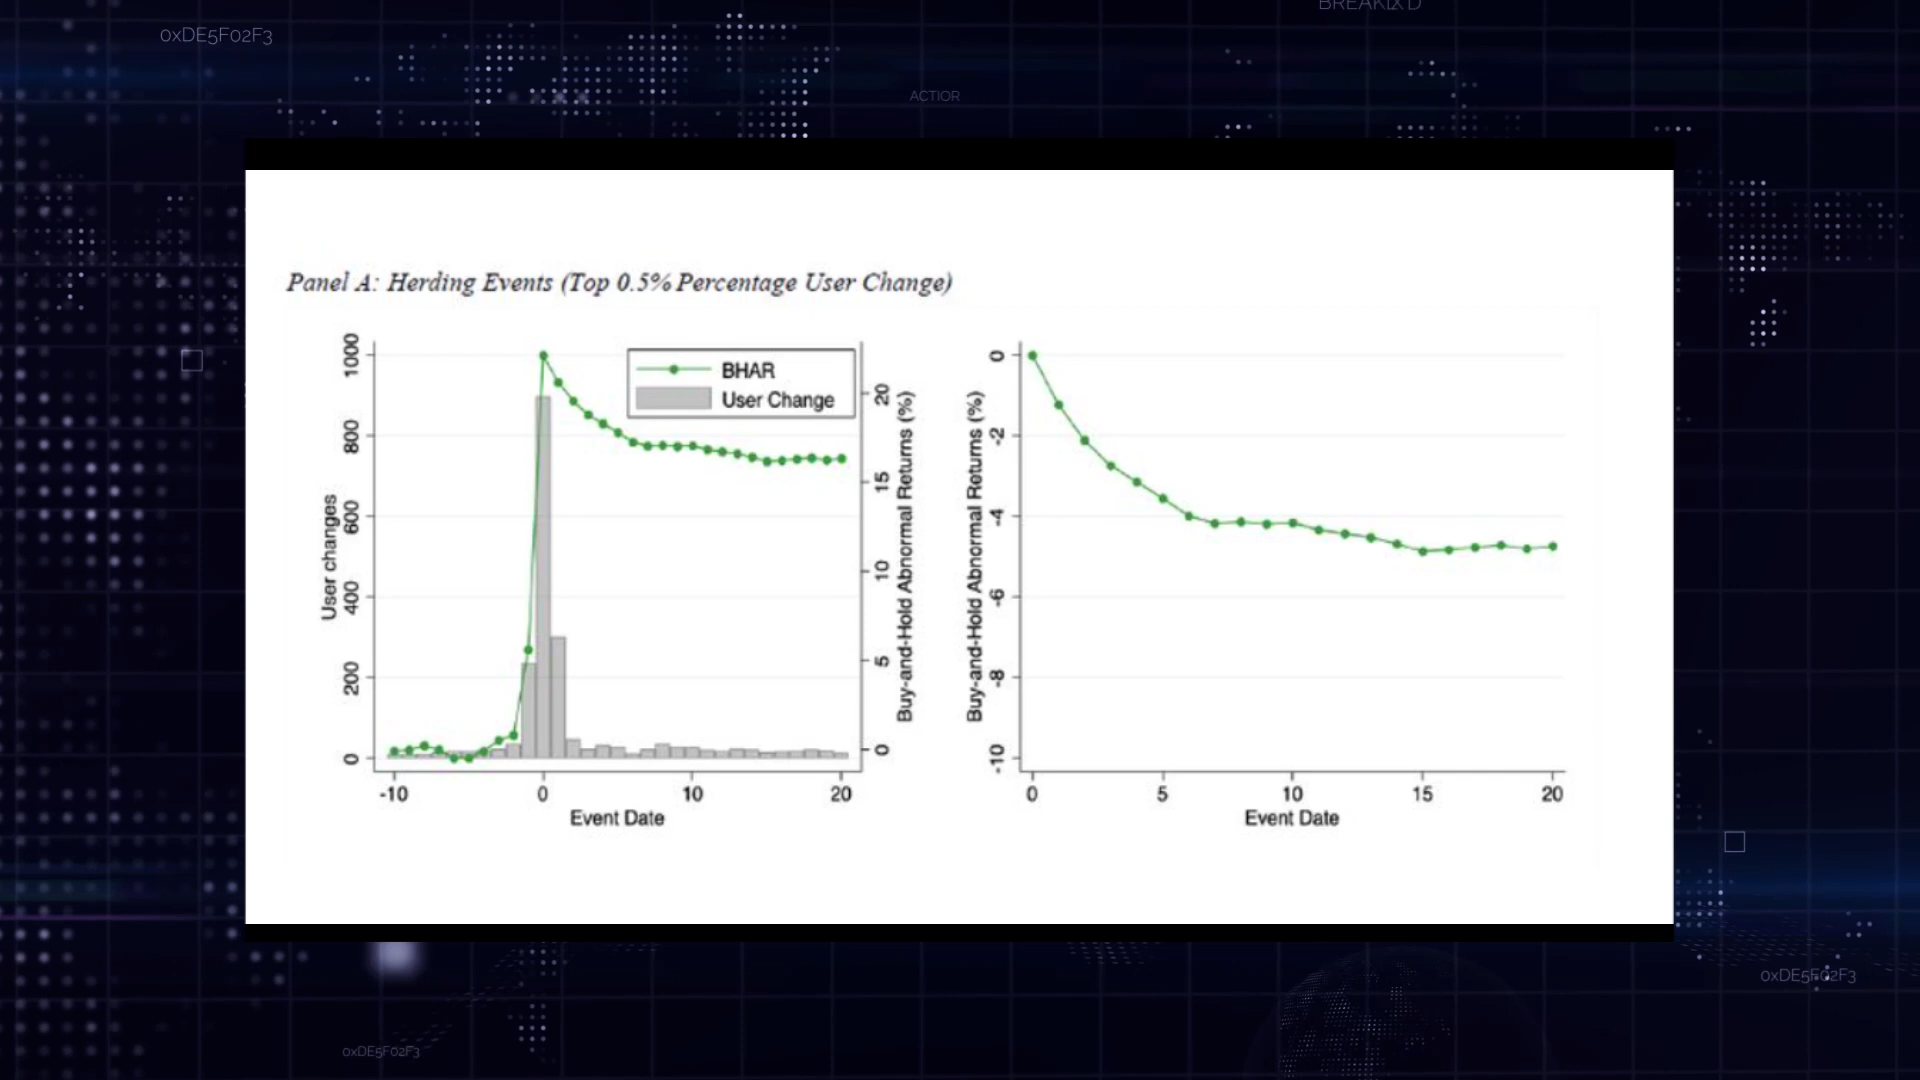 BREAKIX'D
0xDE5F02F3
ACTIOR
Panel A: Herding Events (Top 0.5% Percentage User Change)
BHAR
User Change
User changes
0
200
400
600
800
1000
Buy-and-Hold Abnormal Returns (%)
0
5
10
15
20
-10
0
10
20
Event Date
Buy-and-Hold Abnormal Returns (%)
0
-2
-4
-6
-8
-10
0
5
10
15
20
Event Date
0xDE5F02F3
0xDE5F02F3